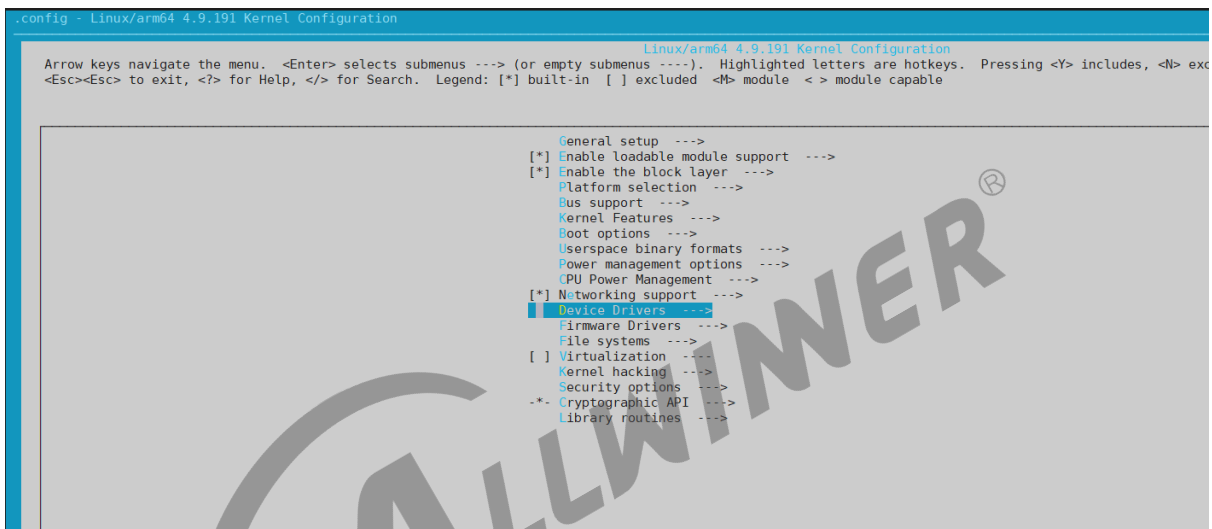 .config - Linux/arm64 4.9.191 Kernel Configuration
Linux/arm64 4.9.191 Kernel Configuration
Arrow keys navigate the menu.  <Enter> selects submenus ---> (or empty submenus ----).  Highlighted letters are hotkeys.  Pressing <Y> includes, <N> exc
<Esc><Esc> to exit, <?> for Help, </> for Search.  Legend: [*] built-in  [ ] excluded  <M> module  < > module capable
General setup  --->
[*] Enable loadable module support  --->
[*] Enable the block layer  --->
Platform selection  --->
Bus support  --->
Kernel Features  --->
Boot options  --->
Userspace binary formats  --->
Power management options  --->
CPU Power Management  --->
[*] Networking support  --->
Device Drivers  --->
Firmware Drivers  --->
File systems  --->
[ ] Virtualization  ----
Kernel hacking  --->
Security options  --->
-*- Cryptographic API  --->
Library routines  --->
ALLWINNER®